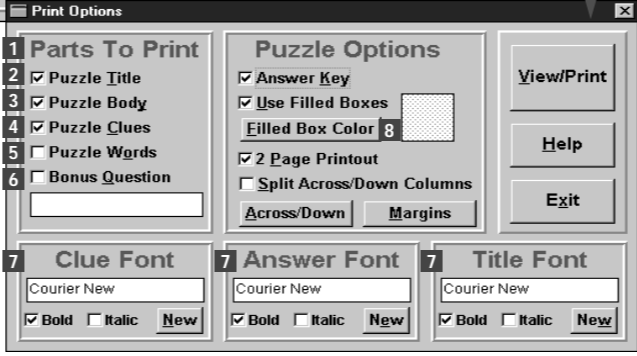 Print Options
1 Parts To Print
2 Puzzle Title
3 Puzzle Body
4 Puzzle Clues
5 Puzzle Words
6 Bonus Question
Puzzle Options
Answer Key
Use Filled Boxes
Filled Box Color 8
2 Page Printout
Split Across/Down Columns
Across/Down Margins
View/Print
Help
Exit
7 Clue Font
Courier New
Bold Italic New
7 Answer Font
Courier New
Bold Italic New
7 Title Font
Courier New
Bold Italic New